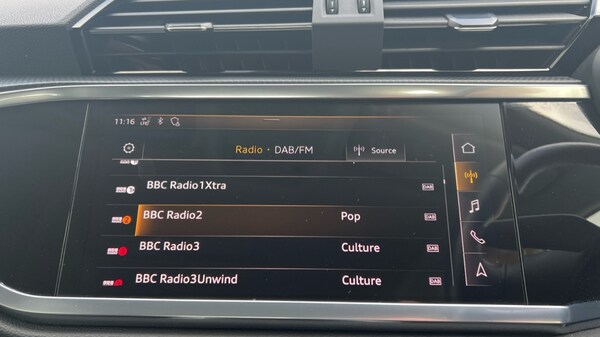 11:16
Radio · DAB/FM Source
BBC Radio1Xtra DAB
BBC Radio2 Pop DAB
BBC Radio3 Culture DAB
BBC Radio3Unwind Culture DAB